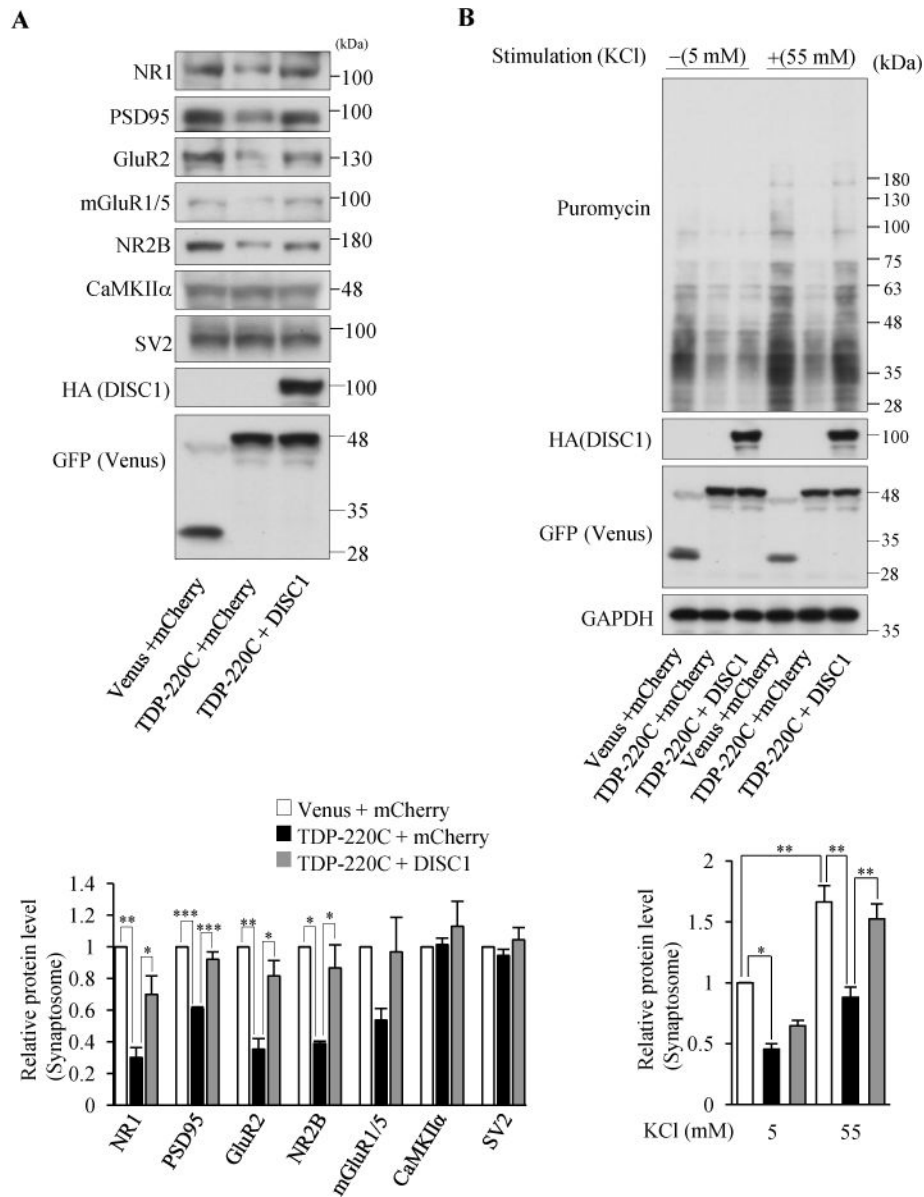 A
(kDa)
NR1
100
PSD95
100
GluR2
130
mGluR1/5
100
NR2B
180
CaMKIIα
48
SV2
100
HA (DISC1)
100
GFP (Venus)
48
35
28
Venus +mCherry
TDP-220C +mCherry
TDP-220C + DISC1
B
Stimulation (KCl)
−(5 mM)
+(55 mM)
(kDa)
Puromycin
180
130
100
75
63
48
35
28
HA(DISC1)
100
GFP (Venus)
48
35
28
GAPDH
35
Venus +mCherry
TDP-220C +mCherry
TDP-220C + DISC1
Venus +mCherry
TDP-220C +mCherry
TDP-220C + DISC1
Venus + mCherry
TDP-220C + mCherry
TDP-220C + DISC1
Relative protein level
(Synaptosome)
1.4
1.2
1
0.8
0.6
0.4
0.2
0
** *
*** ***
** *
* *
NR1
PSD95
GluR2
NR2B
mGluR1/5
CaMKIIα
SV2
Relative protein level
(Synaptosome)
2
1.5
1
0.5
0
** ** **
*
KCl (mM) 5 55